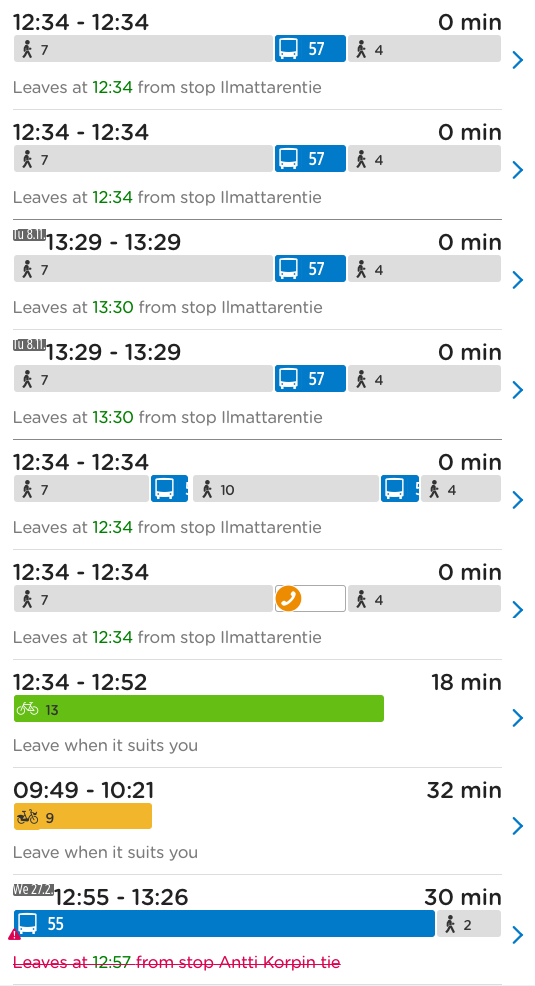 12:34 - 12:34 0 min
7 57 4
Leaves at 12:34 from stop Ilmattarentie
12:34 - 12:34 0 min
7 57 4
Leaves at 12:34 from stop Ilmattarentie
Tu 8.11. 13:29 - 13:29 0 min
7 57 4
Leaves at 13:30 from stop Ilmattarentie
Tu 8.11. 13:29 - 13:29 0 min
7 57 4
Leaves at 13:30 from stop Ilmattarentie
12:34 - 12:34 0 min
7 10 4
Leaves at 12:34 from stop Ilmattarentie
12:34 - 12:34 0 min
7 4
Leaves at 12:34 from stop Ilmattarentie
12:34 - 12:52 18 min
13
Leave when it suits you
09:49 - 10:21 32 min
9
Leave when it suits you
We 27.2. 12:55 - 13:26 30 min
55 2
Leaves at 12:57 from stop Antti Korpin tie